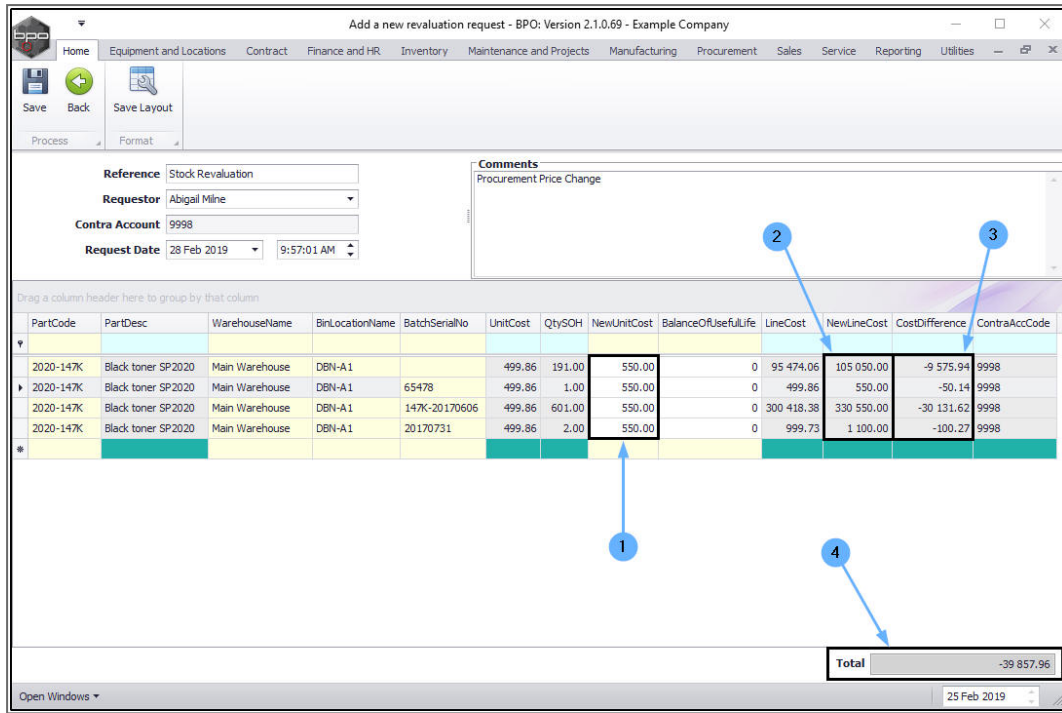 bpo
Add a new revaluation request - BPO: Version 2.1.0.69 - Example Company
Home Equipment and Locations Contract Finance and HR Inventory Maintenance and Projects Manufacturing Procurement Sales Service Reporting Utilities
Save Back Save Layout
Process Format
Reference Stock Revaluation
Requestor Abigail Milne
Contra Account 9998
Request Date 28 Feb 2019 9:57:01 AM
Comments
Procurement Price Change
2 3
Drag a column header here to group by that column
PartCode PartDesc WarehouseName BinLocationName BatchSerialNo UnitCost QtySOH NewUnitCost BalanceOfUsefulLife LineCost NewLineCost CostDifference ContraAccCode
2020-147K Black toner SP2020 Main Warehouse DBN-A1 499.86 191.00 550.00 0 95 474.06 105 050.00 -9 575.94 9998
2020-147K Black toner SP2020 Main Warehouse DBN-A1 65478 499.86 1.00 550.00 0 499.86 550.00 -50.14 9998
2020-147K Black toner SP2020 Main Warehouse DBN-A1 147K-20170606 499.86 601.00 550.00 0 300 418.38 330 550.00 -30 131.62 9998
2020-147K Black toner SP2020 Main Warehouse DBN-A1 20170731 499.86 2.00 550.00 0 999.73 1 100.00 -100.27 9998
1 4
Total -39 857.96
Open Windows 25 Feb 2019